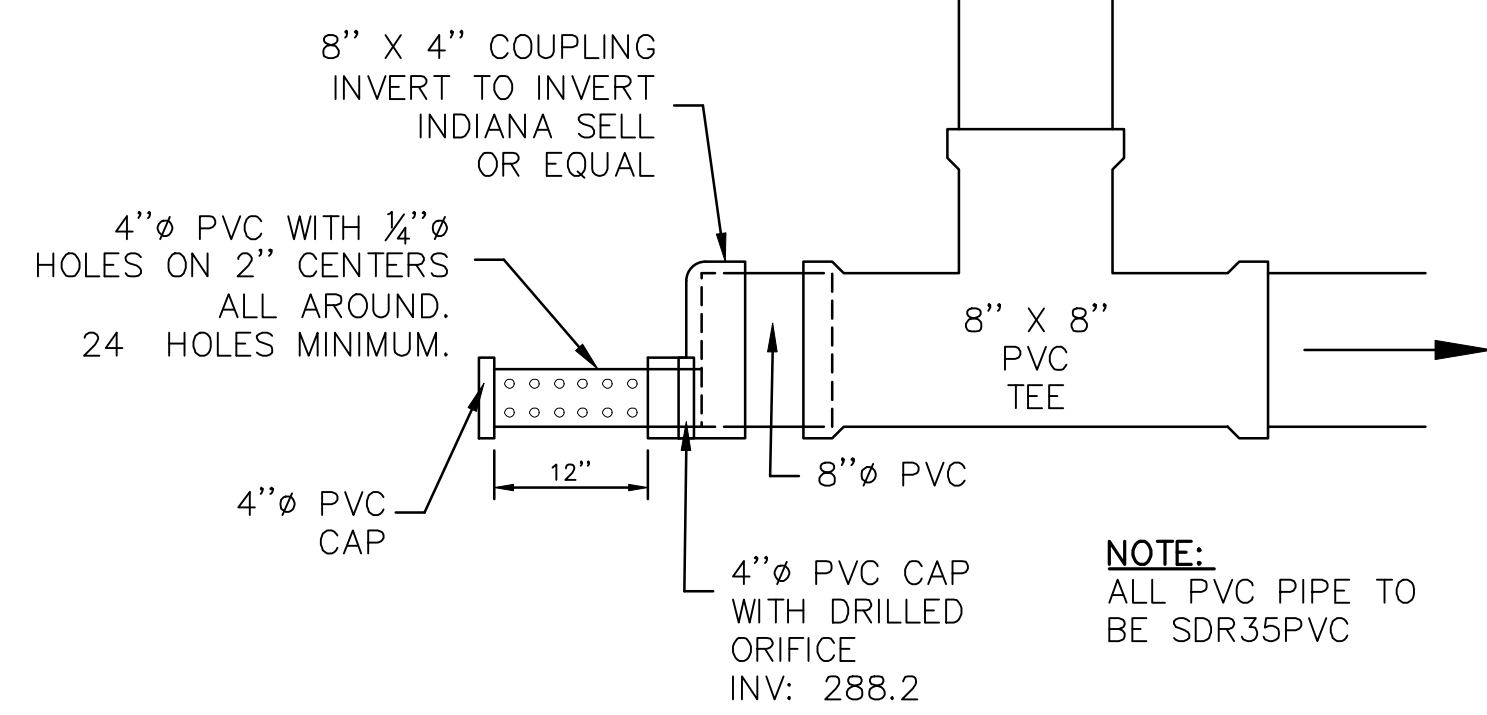 8'' X 4'' COUPLING
INVERT TO INVERT
INDIANA SELL
OR EQUAL
4''ø PVC WITH ¼''ø
HOLES ON 2'' CENTERS
ALL AROUND.
24 HOLES MINIMUM.
8'' X 8''
PVC
TEE
12''
8''ø PVC
4''ø PVC
CAP
4''ø PVC CAP
WITH DRILLED
ORIFICE
INV: 288.2
NOTE:
ALL PVC PIPE TO
BE SDR35PVC